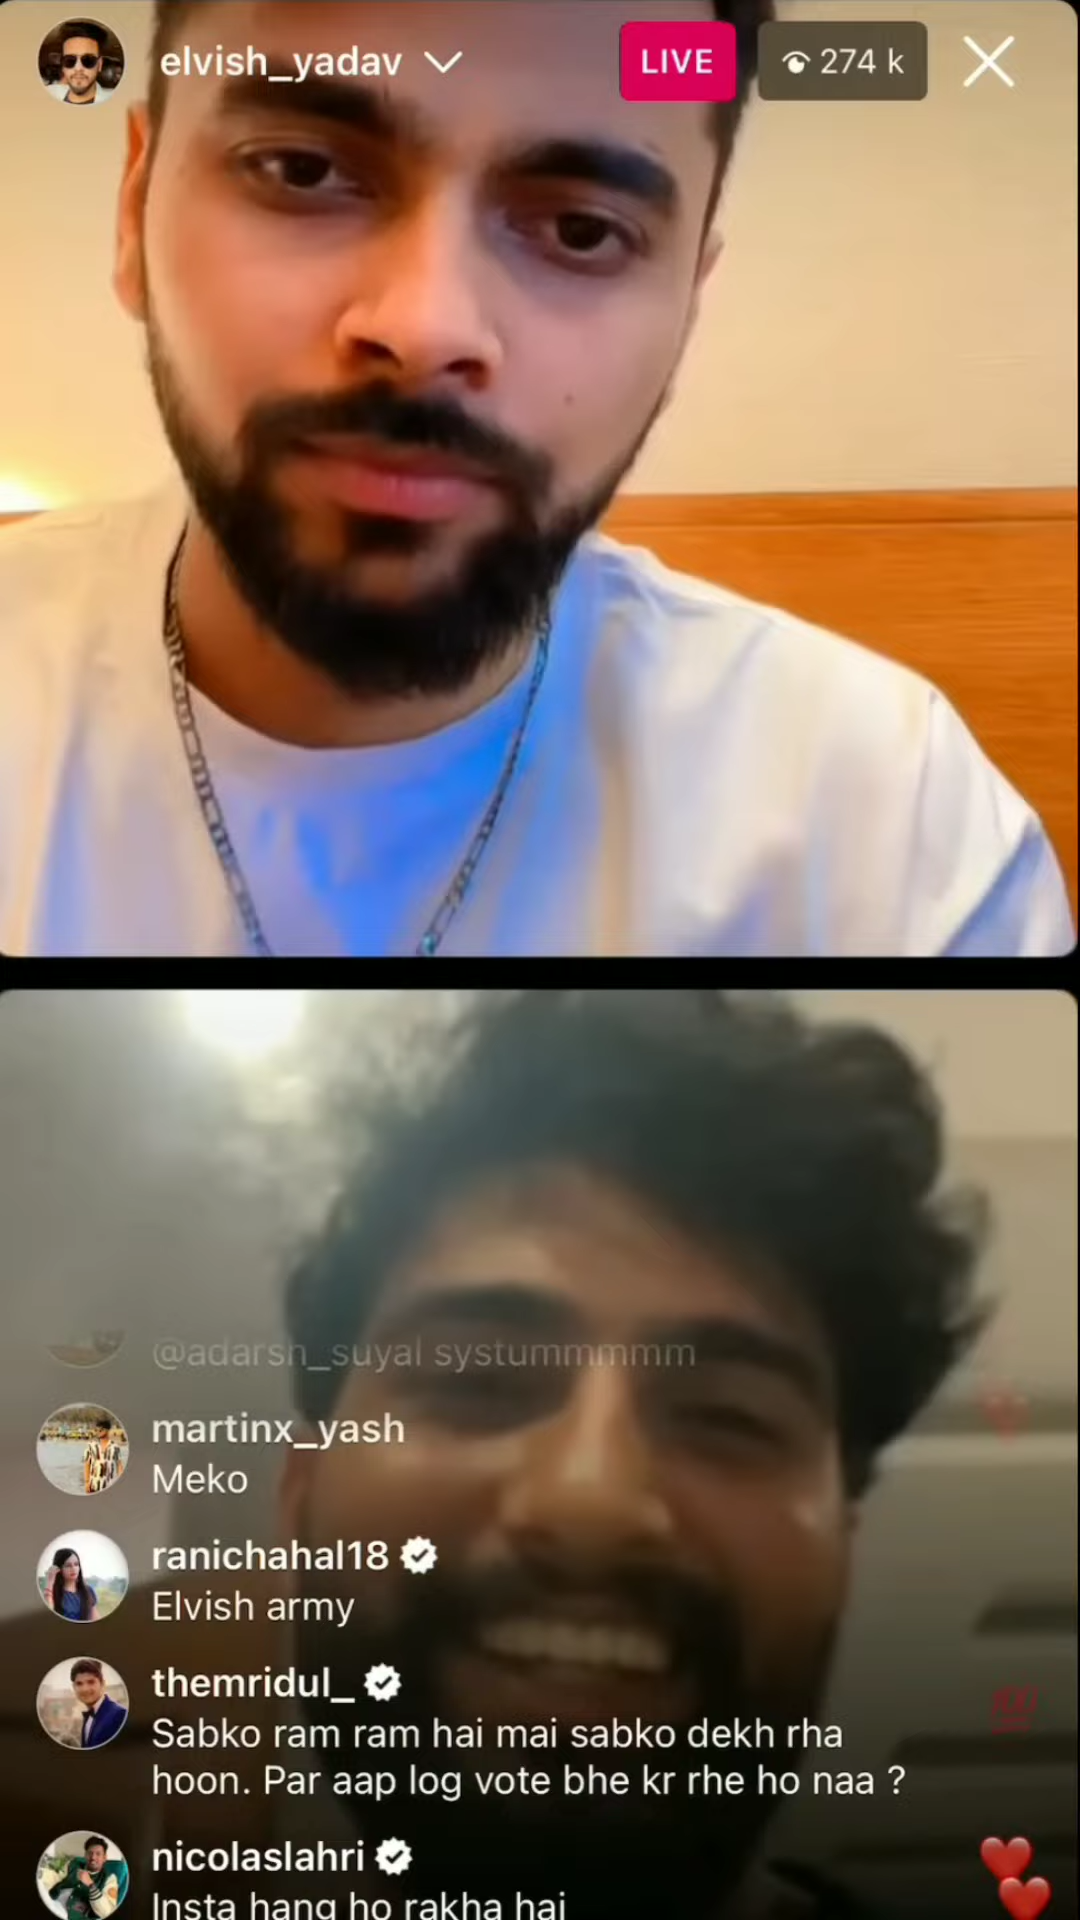 elvish_yadav
LIVE
274 k
@adarsh_suyal systummmmm
martinx_yash
Meko
ranichahal18
Elvish army
themridul_
Sabko ram ram hai mai sabko dekh rha
hoon. Par aap log vote bhe kr rhe ho naa ?
nicolaslahri
Insta hang ho rakha hai